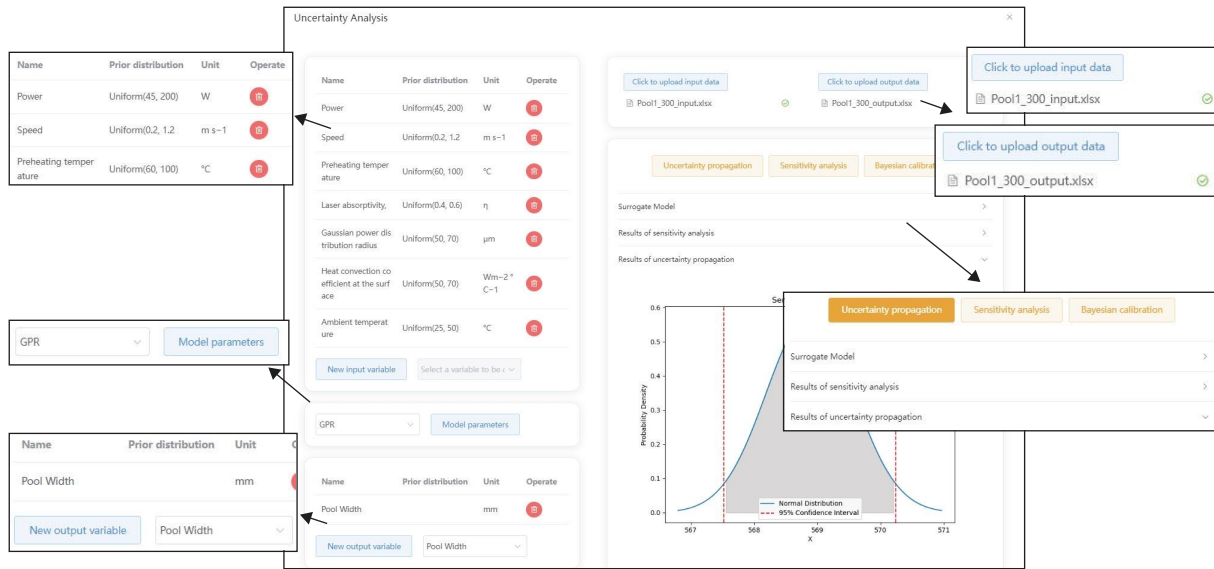 Uncertainty Analysis
Name Prior distribution Unit Operate
Power Uniform(45, 200) W
Speed Uniform(0.2, 1.2 m s−1
Preheating temper
ature
Uniform(60, 100) °C
GPR Model parameters
Name Prior distribution Unit
Pool Width mm
New output variable Pool Width
Name Prior distribution Unit Operate
Power Uniform(45, 200) W
Speed Uniform(0.2, 1.2 m s−1
Preheating temper
ature
Uniform(60, 100) °C
Laser absorptivity, Uniform(0.4, 0.6) η
Gaussian power dis
tribution radius
Uniform(50, 70) μm
Heat convection co
efficient at the surf
ace
Uniform(50, 70)
Wm−2 °
C−1
Ambient temperat
ure
Uniform(25, 50) °C
New input variable Select a variable to be
GPR Model parameters
Name Prior distribution Unit Operate
Pool Width mm
New output variable Pool Width
Click to upload input data Click to upload output data
Pool1_300_input.xlsx Pool1_300_output.xlsx
Uncertainty propagation Sensitivity analysis Bayesian calibrat
Surrogate Model
Results of sensitivity analysis
Results of uncertainty propagation
Probability Density
0.6
0.5
0.4
0.3
0.2
0.1
0.0
Normal Distribution
95% Confidence Interval
567 568 569 570 571
X
Click to upload input data
Pool1_300_input.xlsx
Click to upload output data
Pool1_300_output.xlsx
Uncertainty propagation Sensitivity analysis Bayesian calibration
Surrogate Model
Results of sensitivity analysis
Results of uncertainty propagation